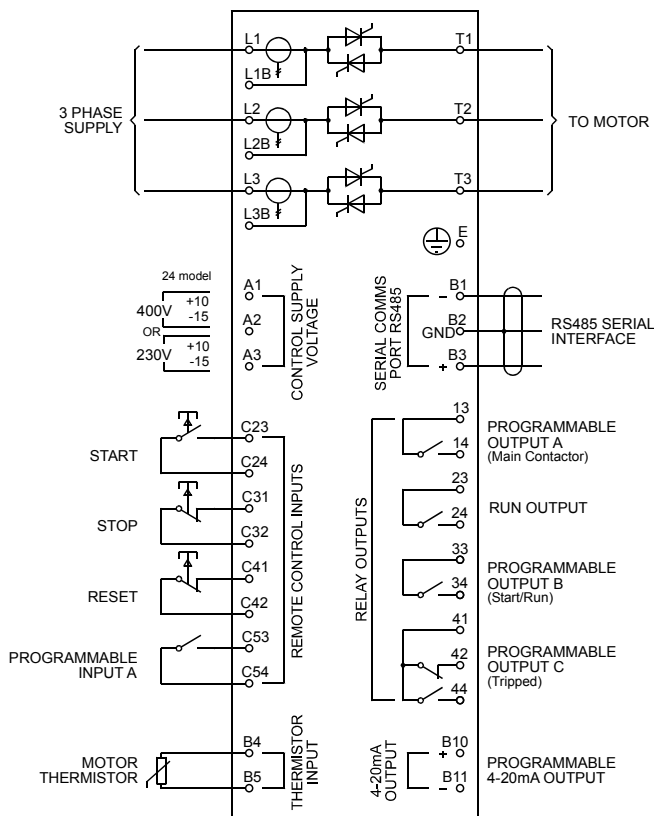 L1
T1
L1B
3 PHASE
SUPPLY
L2
T2
TO MOTOR
L2B
L3
T3
L3B
E
24 model
400V +10
-15
OR
230V +10
-15
A1
A2
A3
CONTROL SUPPLY
VOLTAGE
SERIAL COMMS
PORT RS485
- B1
GND B2
+ B3
RS485 SERIAL
INTERFACE
START
C23
C24
STOP
C31
C32
RESET
C41
C42
PROGRAMMABLE
INPUT A
C53
C54
REMOTE CONTROL INPUTS
RELAY OUTPUTS
13
14
PROGRAMMABLE
OUTPUT A
(Main Contactor)
23
24
RUN OUTPUT
33
34
PROGRAMMABLE
OUTPUT B
(Start/Run)
41
42
44
PROGRAMMABLE
OUTPUT C
(Tripped)
MOTOR
THERMISTOR
B4
B5
THERMISTOR
INPUT
4-20mA
OUTPUT
+ B10
- B11
PROGRAMMABLE
4-20mA OUTPUT